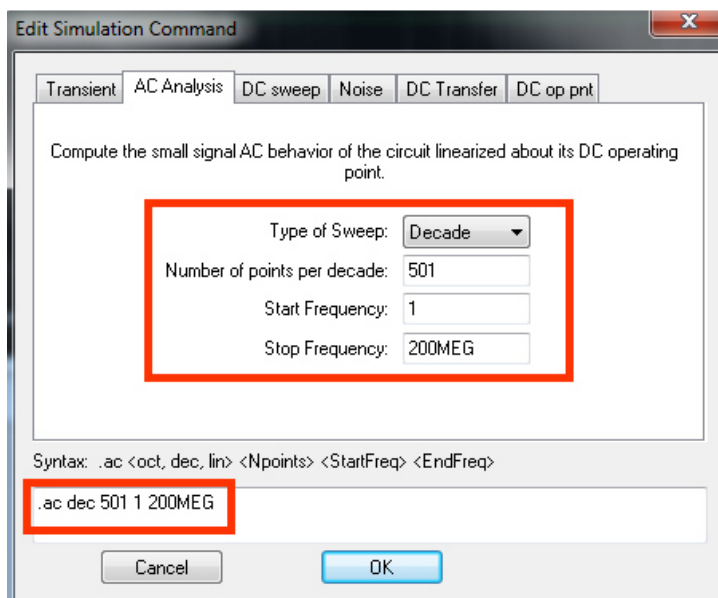 Edit Simulation Command
X
Transient AC Analysis DC sweep Noise DC Transfer DC op pnt
Compute the small signal AC behavior of the circuit linearized about its DC operating
point.
Type of Sweep: Decade
Number of points per decade: 501
Start Frequency: 1
Stop Frequency: 200MEG
Syntax: .ac <oct, dec, lin> <Npoints> <StartFreq> <EndFreq>
.ac dec 501 1 200MEG
Cancel OK